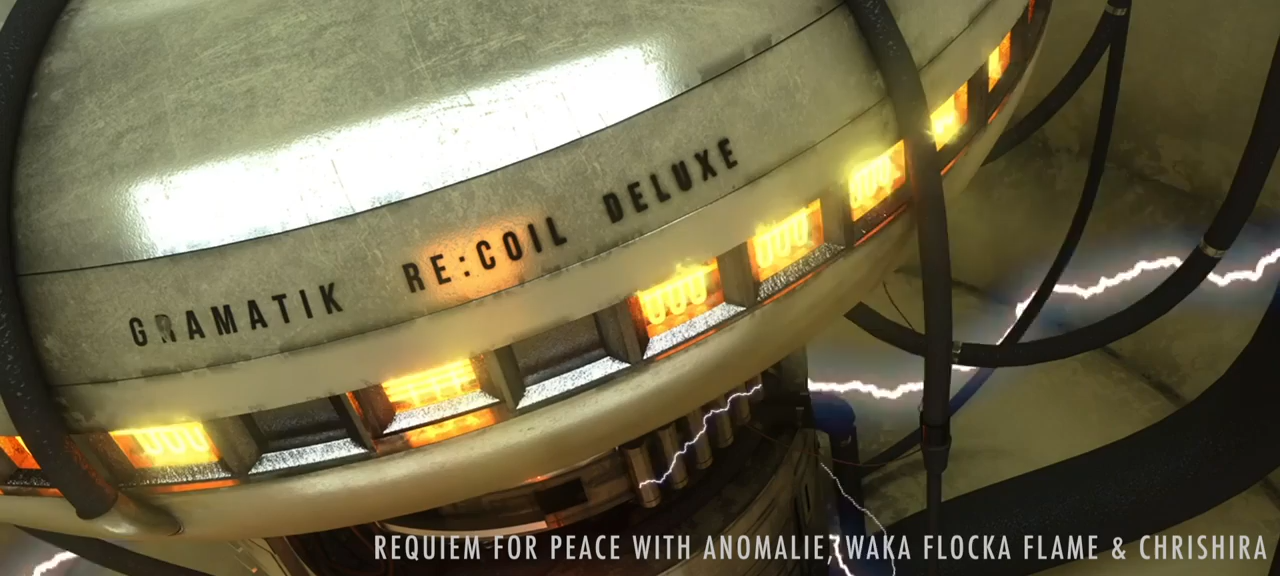 GRAMATIK RE:COIL DELUXE
REQUIEM FOR PEACE WITH ANOMALIE, WAKA FLOCKA FLAME & CHRISHIRA